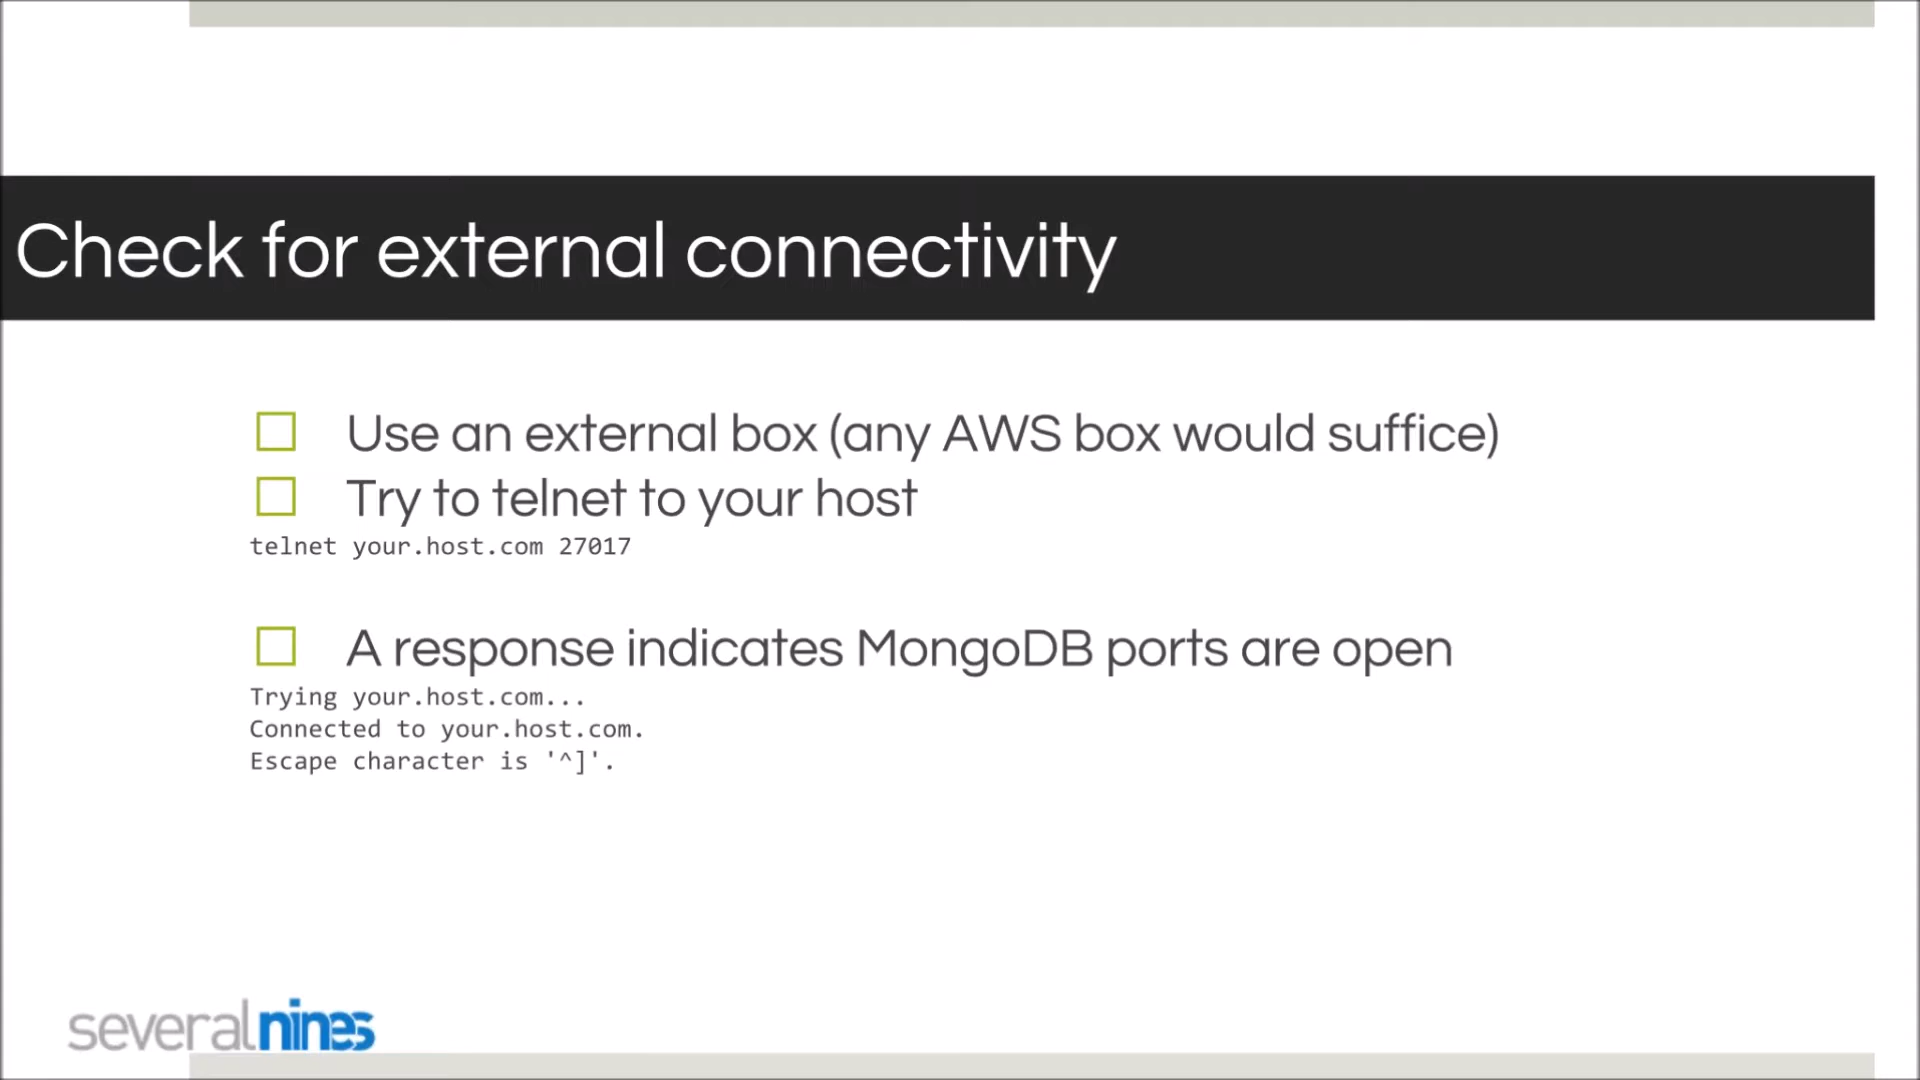 Check for external connectivity
Use an external box (any AWS box would suffice)
Try to telnet to your host
telnet your.host.com 27017
A response indicates MongoDB ports are open
Trying your.host.com...
Connected to your.host.com.
Escape character is '^]'.
severalnines